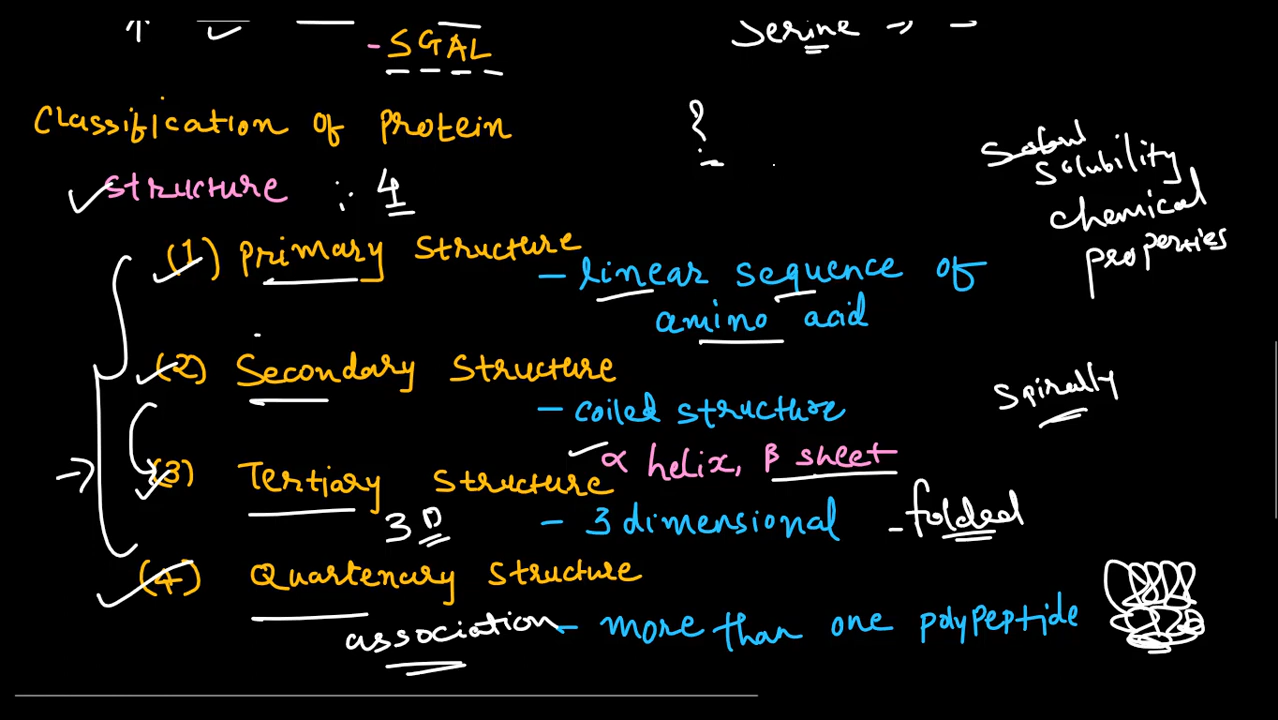 Serine
- SGAL
Classification of protein
?
structure : 4
solubility
chemical
properties
(1) Primary structure
- linear sequence of
amino acid
(2) Secondary structure
- coiled structure
spirally
α helix, β sheet
(3) Tertiary structure
3D - 3 dimensional - folded
(4) Quartenary structure
association - more than one polypeptide